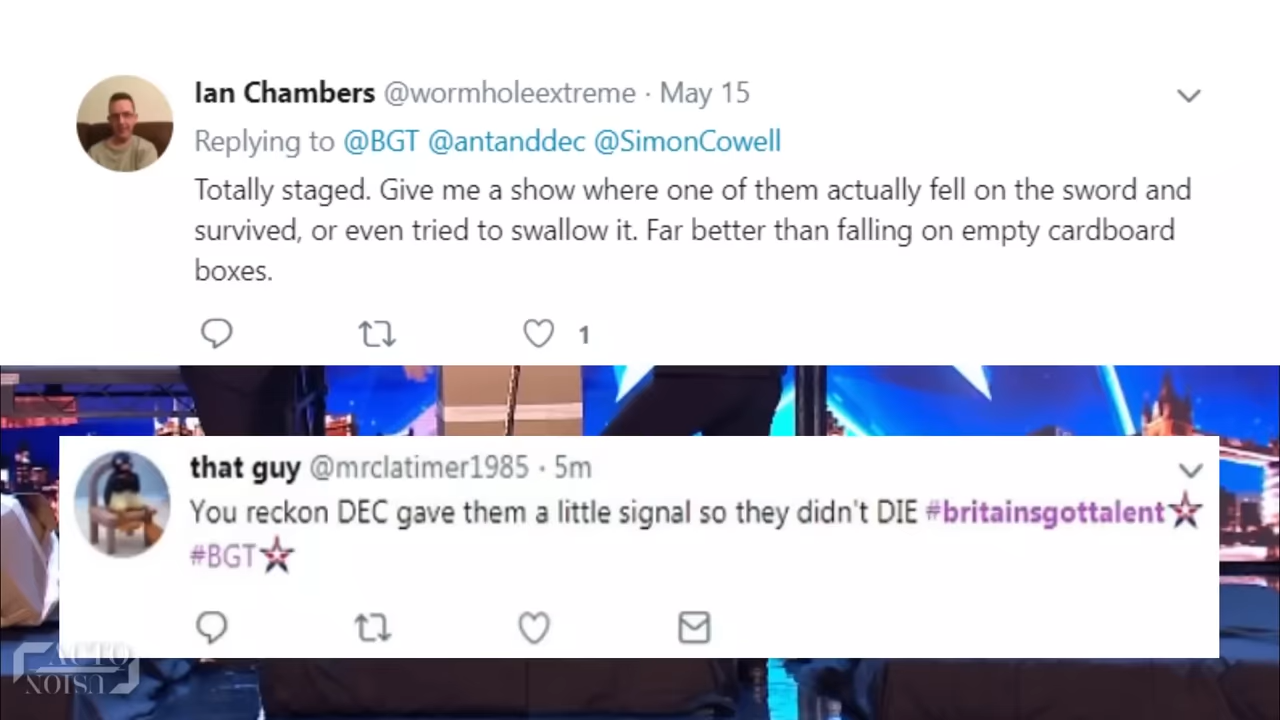 Ian Chambers @wormholeextreme · May 15
Replying to @BGT @antanddec @SimonCowell
Totally staged. Give me a show where one of them actually fell on the sword and
survived, or even tried to swallow it. Far better than falling on empty cardboard
boxes.
1
that guy @mrclatimer1985 · 5m
You reckon DEC gave them a little signal so they didn't DIE #britainsgottalent
#BGT